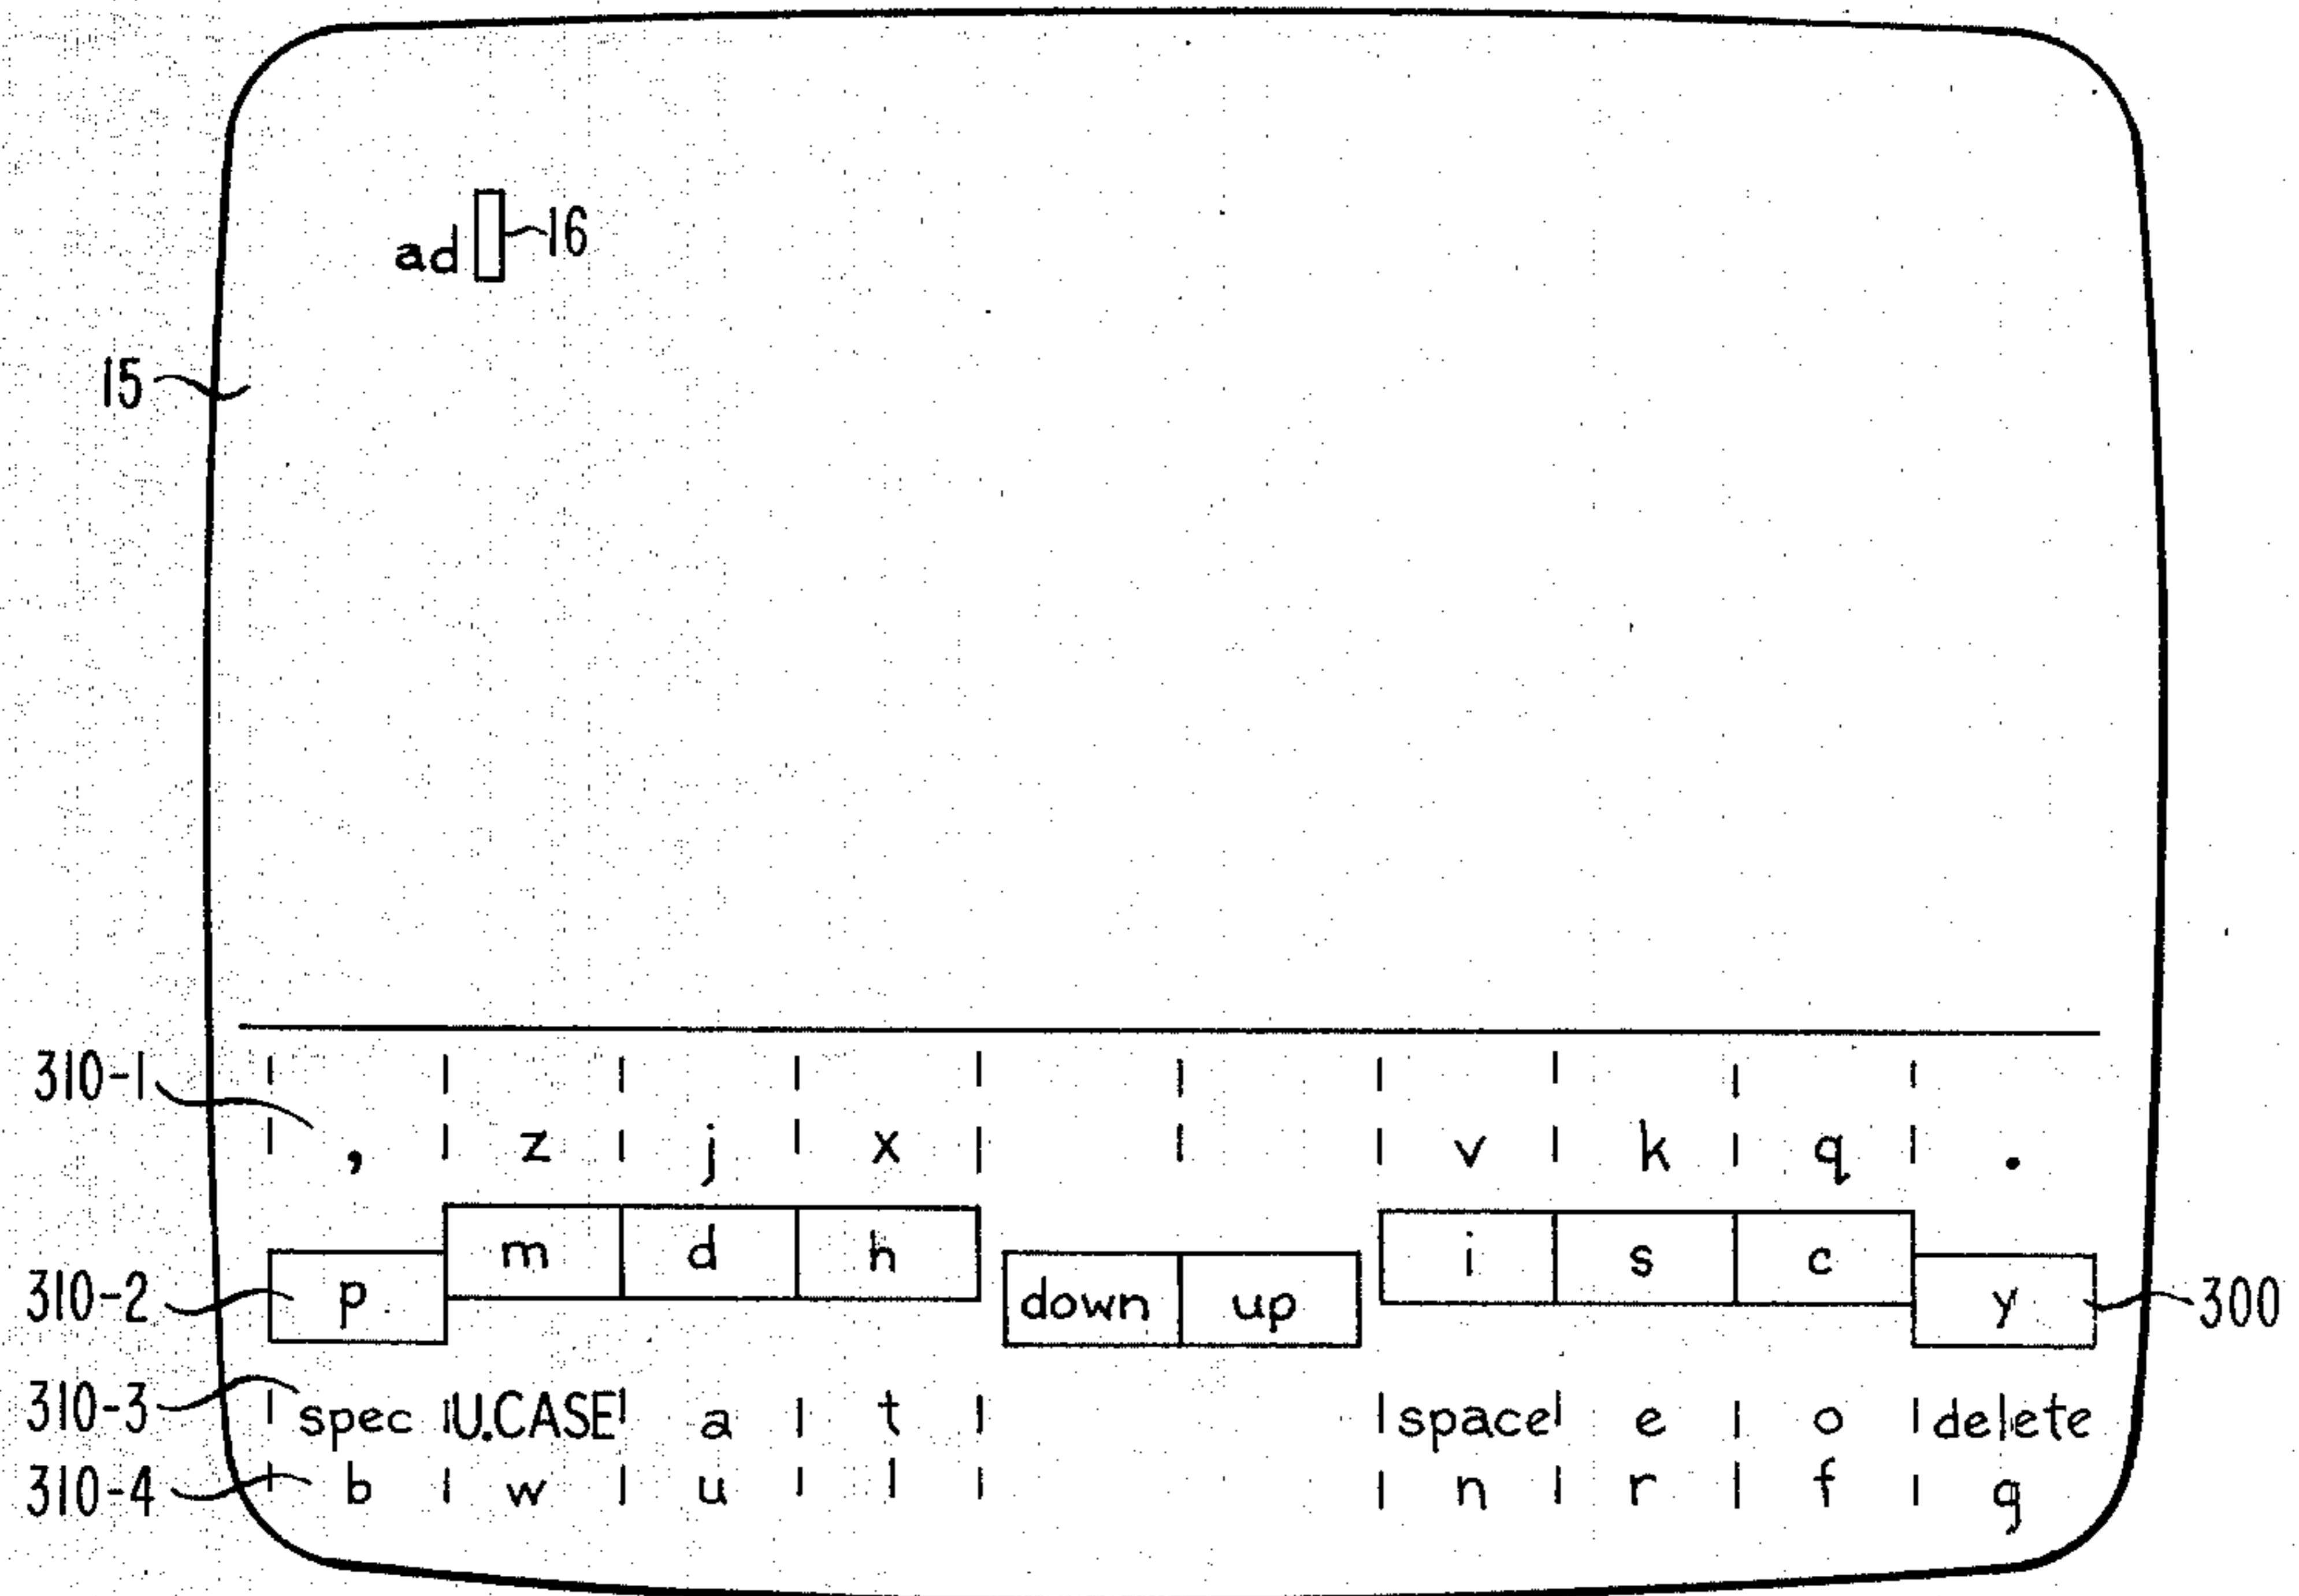 ad 16
15
310-1 , z j x v k q .
310-2 p m d h down up i s c y 300
310-3 spec U.CASE a t space e o delete
310-4 b w u l n r f g